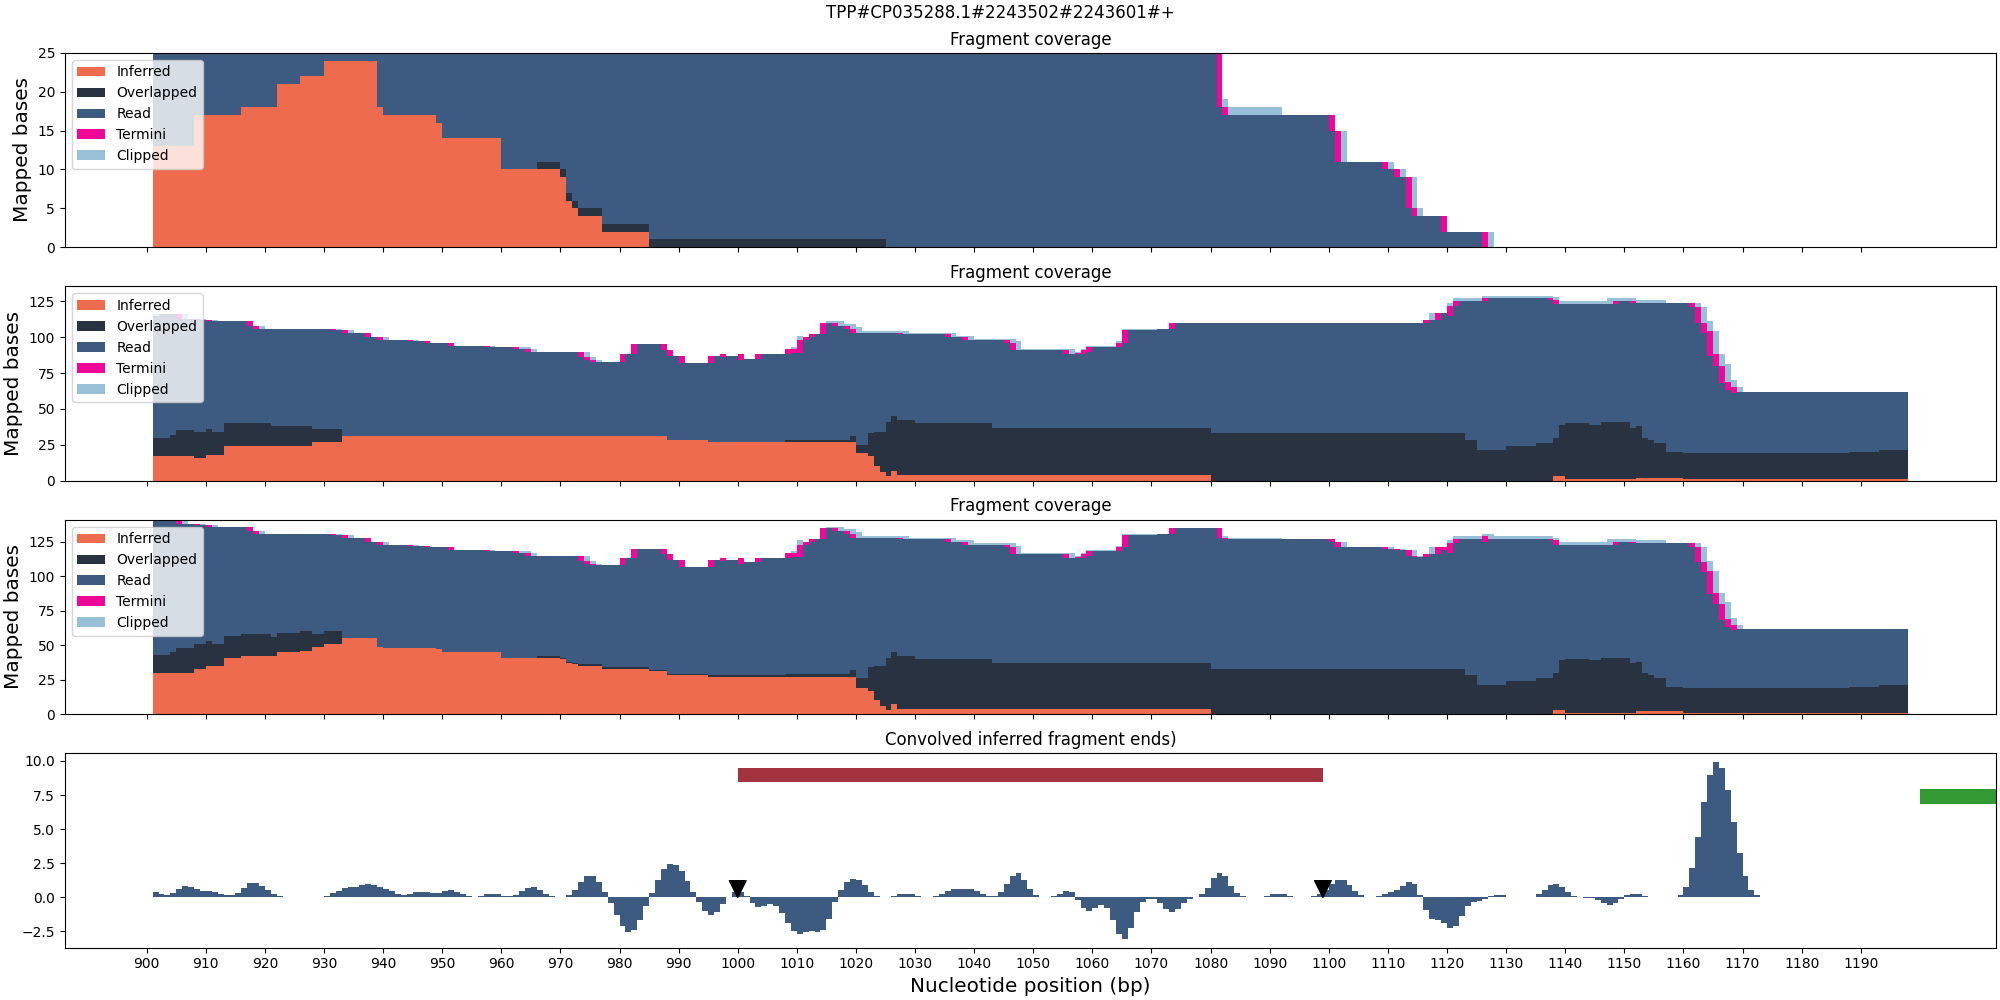 TPP#CP035288.1#2243502#2243601#+
Fragment coverage
Mapped bases
25
20
15
10
5
0
Inferred
Overlapped
Read
Termini
Clipped
Fragment coverage
Mapped bases
125
100
75
50
25
0
Inferred
Overlapped
Read
Termini
Clipped
Fragment coverage
Mapped bases
125
100
75
50
25
0
Inferred
Overlapped
Read
Termini
Clipped
Convolved inferred fragment ends)
10.0
7.5
5.0
2.5
0.0
−2.5
900 910 920 930 940 950 960 970 980 990 1000 1010 1020 1030 1040 1050 1060 1070 1080 1090 1100 1110 1120 1130 1140 1150 1160 1170 1180 1190
Nucleotide position (bp)